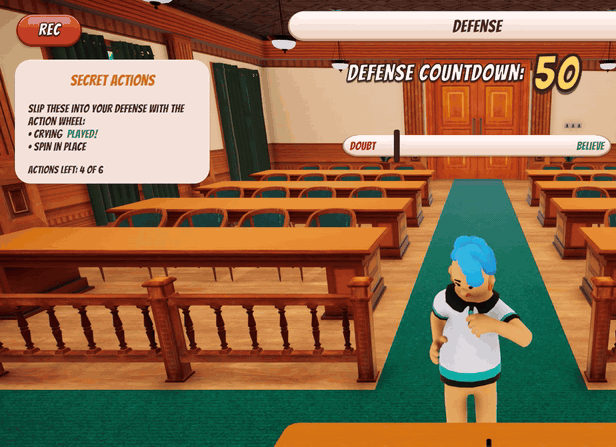 REC
DEFENSE
SECRET ACTIONS
SLIP THESE INTO YOUR DEFENSE WITH THE
ACTION WHEEL:
• CRYING PLAYED!
• SPIN IN PLACE
ACTIONS LEFT: 4 OF 6
DEFENSE COUNTDOWN: 50
DOUBT
BELIEVE